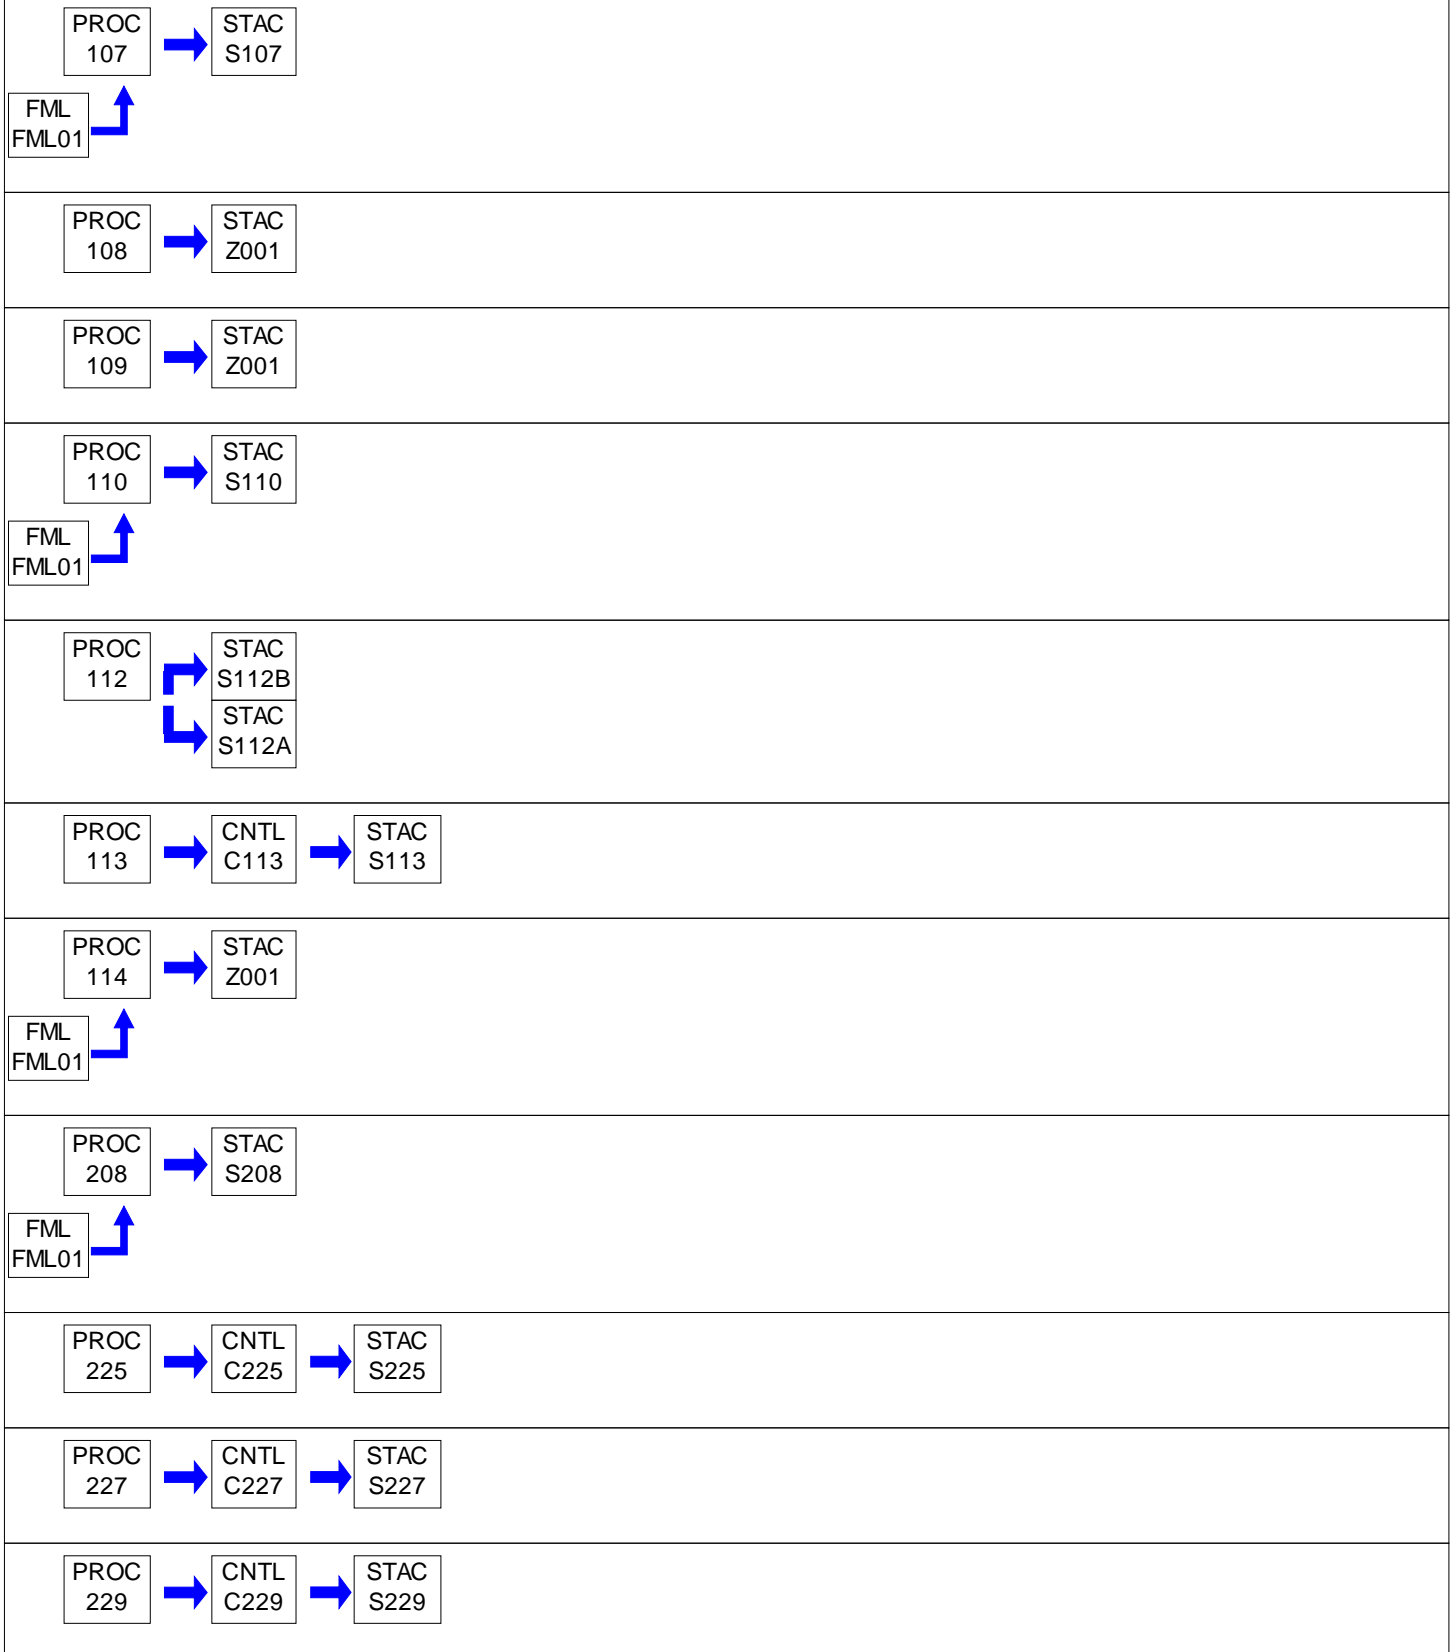 PROC
107
STAC
S107
FML
FML01
PROC
108
STAC
Z001
PROC
109
STAC
Z001
PROC
110
STAC
S110
FML
FML01
PROC
112
STAC
S112B
STAC
S112A
PROC
113
CNTL
C113
STAC
S113
PROC
114
STAC
Z001
FML
FML01
PROC
208
STAC
S208
FML
FML01
PROC
225
CNTL
C225
STAC
S225
PROC
227
CNTL
C227
STAC
S227
PROC
229
CNTL
C229
STAC
S229